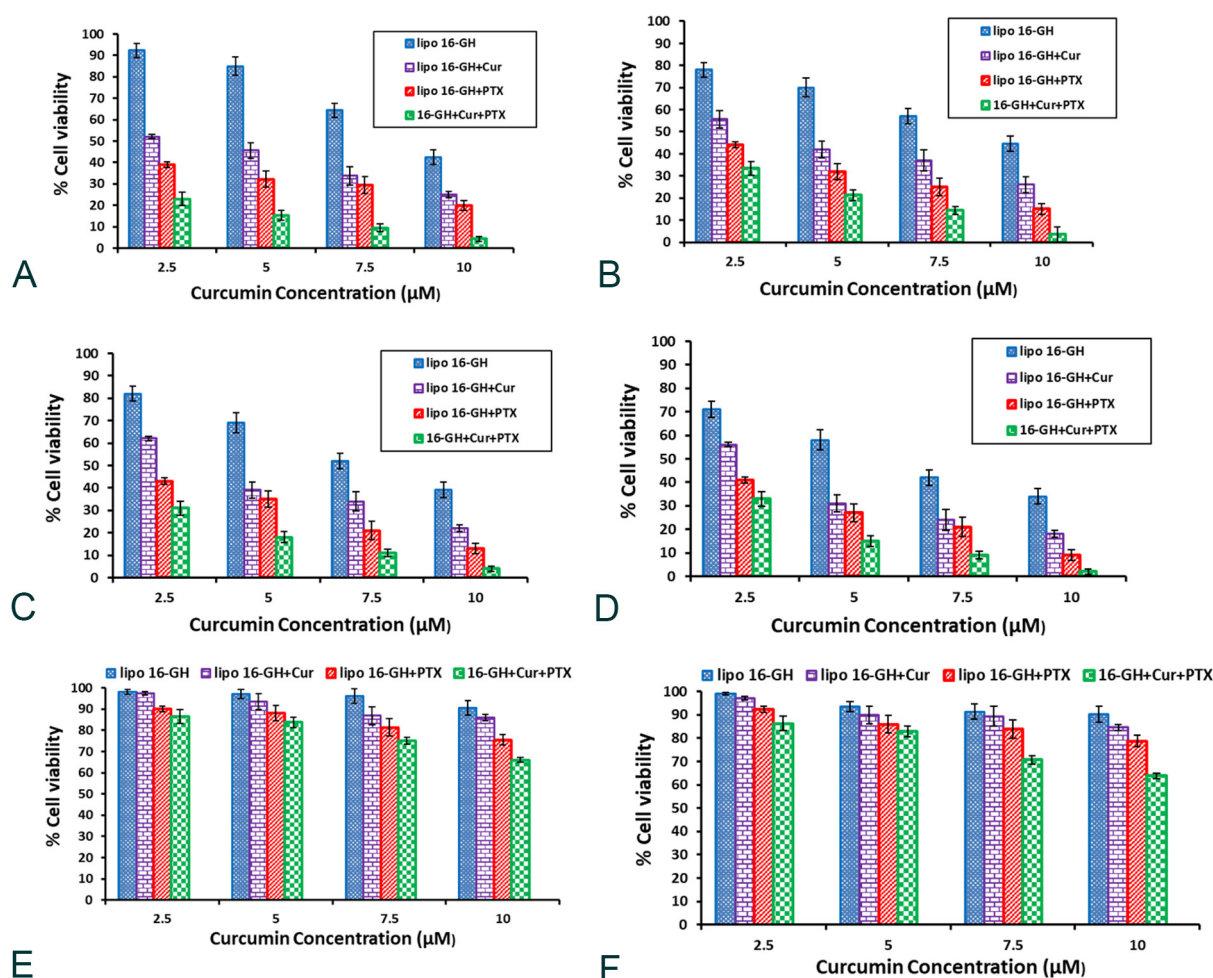 100
90
80
70
60
50
40
30
20
10
0
% Cell viability
lipo 16-GH
lipo 16-GH+Cur
lipo 16-GH+PTX
16-GH+Cur+PTX
2.5 5 7.5 10
Curcumin Concentration (µM)
A
100
90
80
70
60
50
40
30
20
10
0
% Cell viability
lipo 16-GH
lipo 16-GH+Cur
lipo 16-GH+PTX
16-GH+Cur+PTX
2.5 5 7.5 10
Curcumin Concentration (µM)
B
100
90
80
70
60
50
40
30
20
10
0
% Cell viability
lipo 16-GH
lipo 16-GH+Cur
lipo 16-GH+PTX
16-GH+Cur+PTX
2.5 5 7.5 10
Curcumin Concentration (µM)
C
100
90
80
70
60
50
40
30
20
10
0
% Cell viability
lipo 16-GH
lipo 16-GH+Cur
lipo 16-GH+PTX
16-GH+Cur+PTX
2.5 5 7.5 10
Curcumin Concentration (µM)
D
lipo 16-GH lipo 16-GH+Cur lipo 16-GH+PTX 16-GH+Cur+PTX
100
90
80
70
60
50
40
30
20
10
0
% Cell viability
2.5 5 7.5 10
Curcumin Concentration (µM)
E
lipo 16-GH lipo 16-GH+Cur lipo 16-GH+PTX 16-GH+Cur+PTX
100
90
80
70
60
50
40
30
20
10
0
% Cell viability
2.5 5 7.5 10
Curcumin Concentration (µM)
F